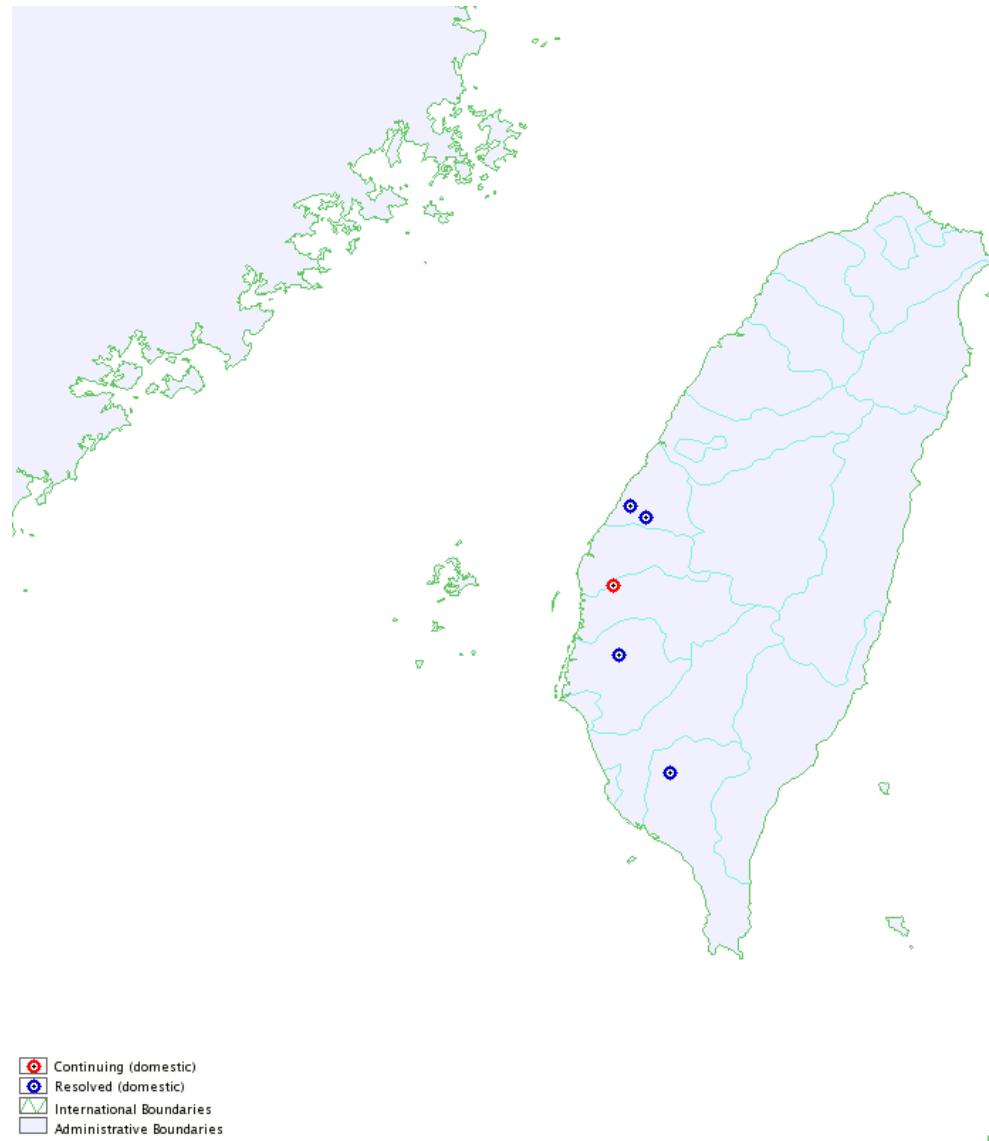 Continuing (domestic)
Resolved (domestic)
International Boundaries
Administrative Boundaries